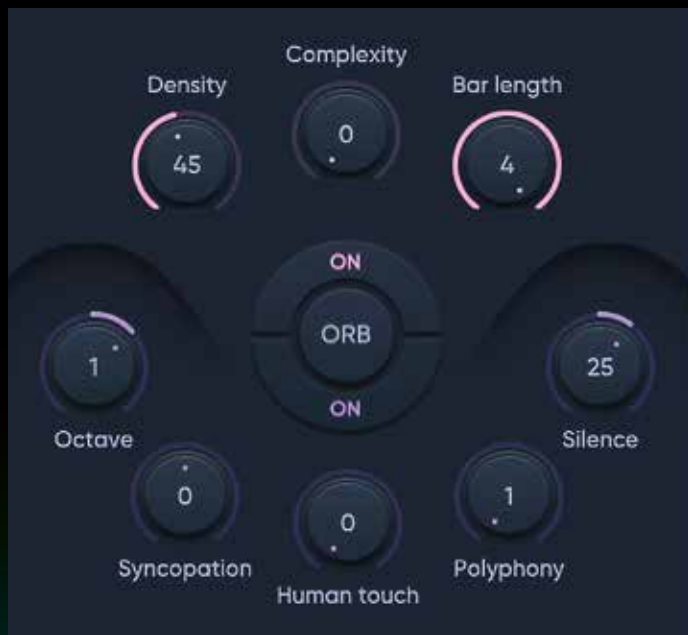 Complexity
Density
Bar length
0
45
4
ON
ORB
ON
1
25
Octave
Silence
0
1
0
Syncopation
Polyphony
Human touch